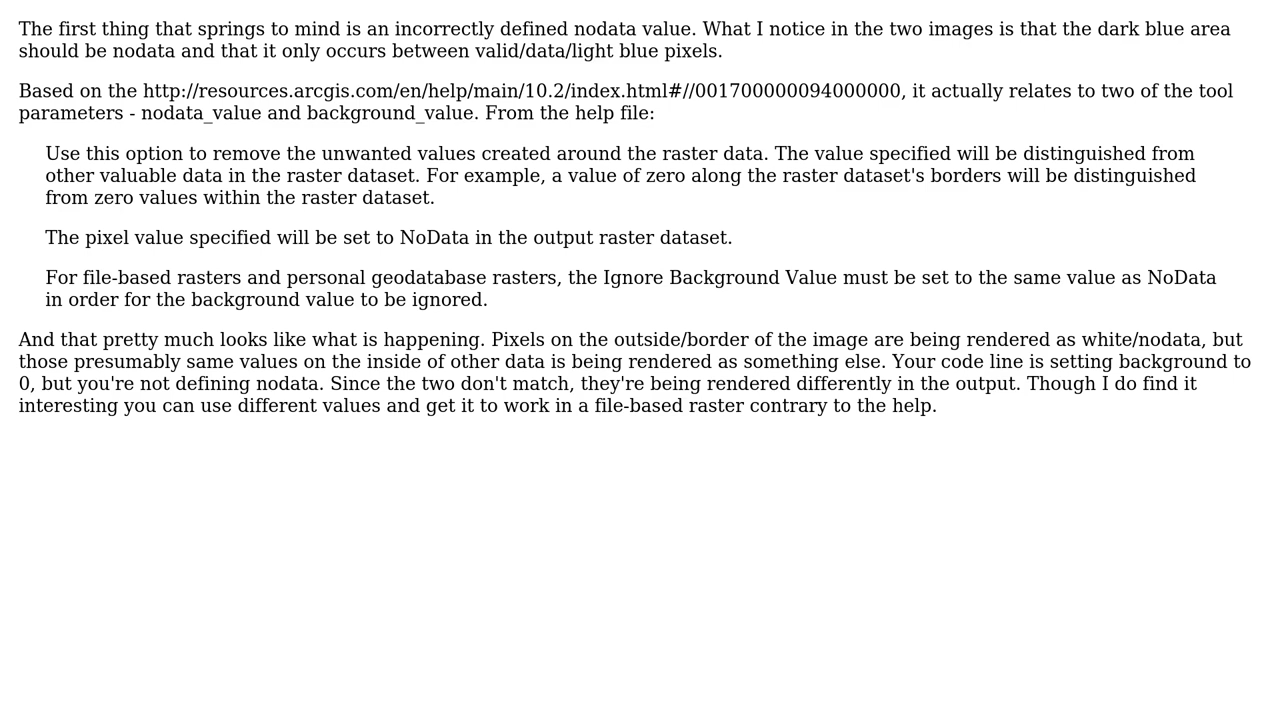 The first thing that springs to mind is an incorrectly defined nodata value. What I notice in the two images is that the dark blue area
should be nodata and that it only occurs between valid/data/light blue pixels.
Based on the http://resources.arcgis.com/en/help/main/10.2/index.html#//001700000094000000, it actually relates to two of the tool
parameters - nodata_value and background_value. From the help file:
Use this option to remove the unwanted values created around the raster data. The value specified will be distinguished from
other valuable data in the raster dataset. For example, a value of zero along the raster dataset's borders will be distinguished
from zero values within the raster dataset.
The pixel value specified will be set to NoData in the output raster dataset.
For file-based rasters and personal geodatabase rasters, the Ignore Background Value must be set to the same value as NoData
in order for the background value to be ignored.
And that pretty much looks like what is happening. Pixels on the outside/border of the image are being rendered as white/nodata, but
those presumably same values on the inside of other data is being rendered as something else. Your code line is setting background to
0, but you're not defining nodata. Since the two don't match, they're being rendered differently in the output. Though I do find it
interesting you can use different values and get it to work in a file-based raster contrary to the help.